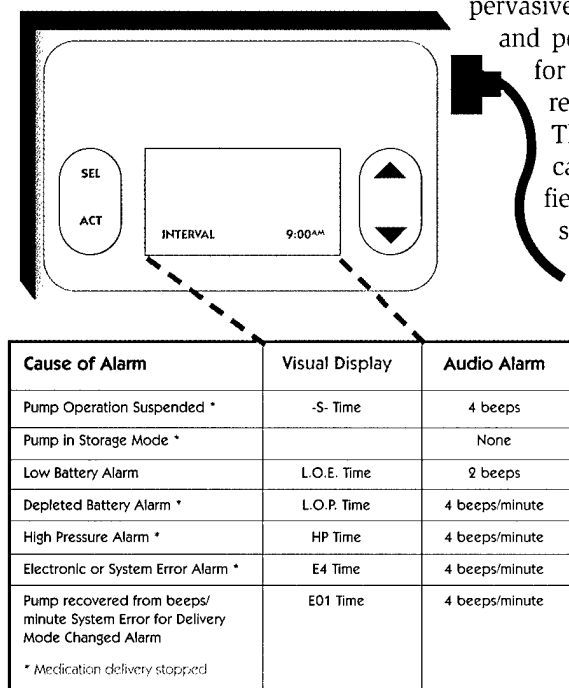 pervasive
and pe
for
re
Th
ca
fie
s
SEL
ACT
INTERVAL 9:00AM
Cause of Alarm Visual Display Audio Alarm
Pump Operation Suspended * -S- Time 4 beeps
Pump in Storage Mode * None
Low Battery Alarm L.O.E. Time 2 beeps
Depleted Battery Alarm * L.O.P. Time 4 beeps/minute
High Pressure Alarm * HP Time 4 beeps/minute
Electronic or System Error Alarm * E4 Time 4 beeps/minute
Pump recovered from beeps/ E01 Time 4 beeps/minute
minute System Error for Delivery
Mode Changed Alarm
* Medication delivery stopped